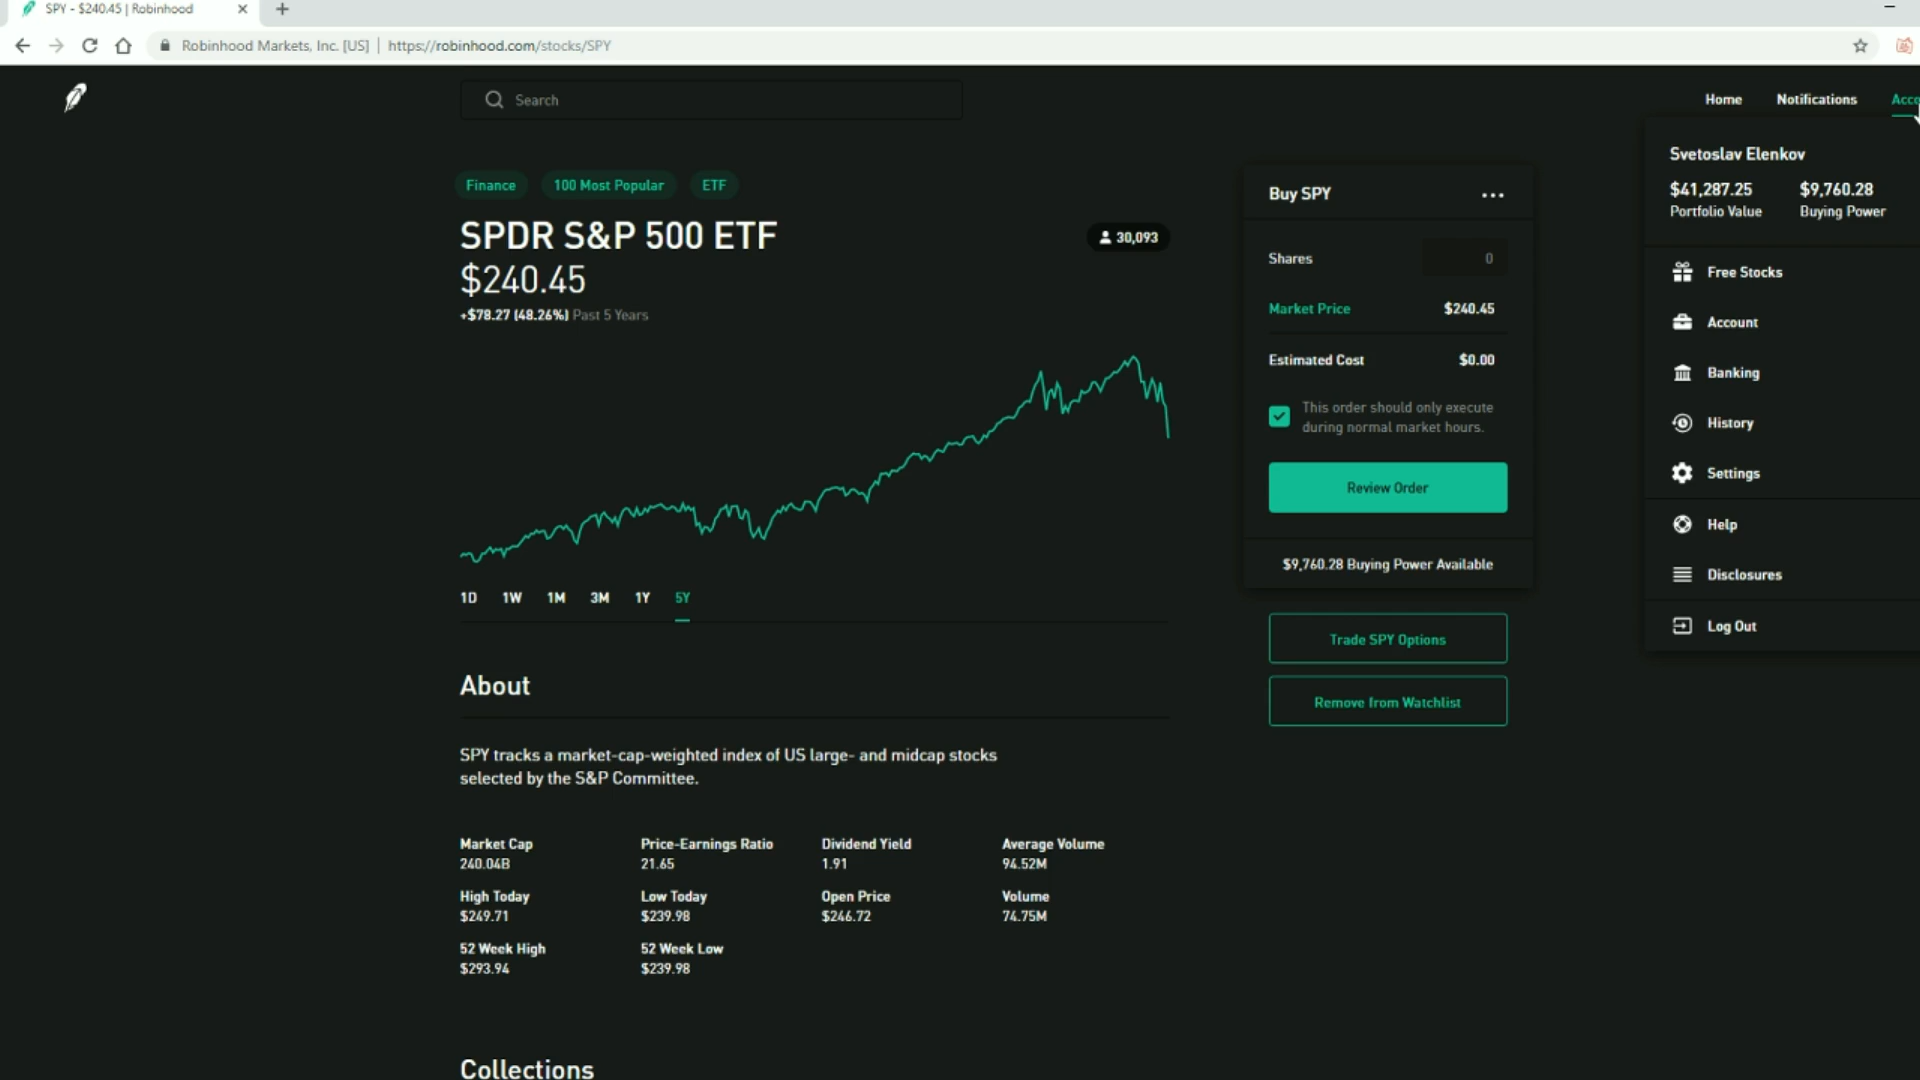 SPY - $240.45 | Robinhood
Robinhood Markets, Inc. [US] | https://robinhood.com/stocks/SPY
Search
Home Notifications Acco
Svetoslav Elenkov
$41,287.25 $9,760.28
Portfolio Value Buying Power
Free Stocks
Account
Banking
History
Settings
Help
Disclosures
Log Out
Finance 100 Most Popular ETF
SPDR S&P 500 ETF
30,093
$240.45
+$78.27 (48.26%) Past 5 Years
1D 1W 1M 3M 1Y 5Y
Buy SPY
Shares 0
Market Price $240.45
Estimated Cost $0.00
This order should only execute
during normal market hours.
Review Order
$9,760.28 Buying Power Available
Trade SPY Options
Remove from Watchlist
About
SPY tracks a market-cap-weighted index of US large- and midcap stocks
selected by the S&P Committee.
Market Cap Price-Earnings Ratio Dividend Yield Average Volume
240.04B 21.65 1.91 94.52M
High Today Low Today Open Price Volume
$249.71 $239.98 $246.72 74.75M
52 Week High 52 Week Low
$293.94 $239.98
Collections